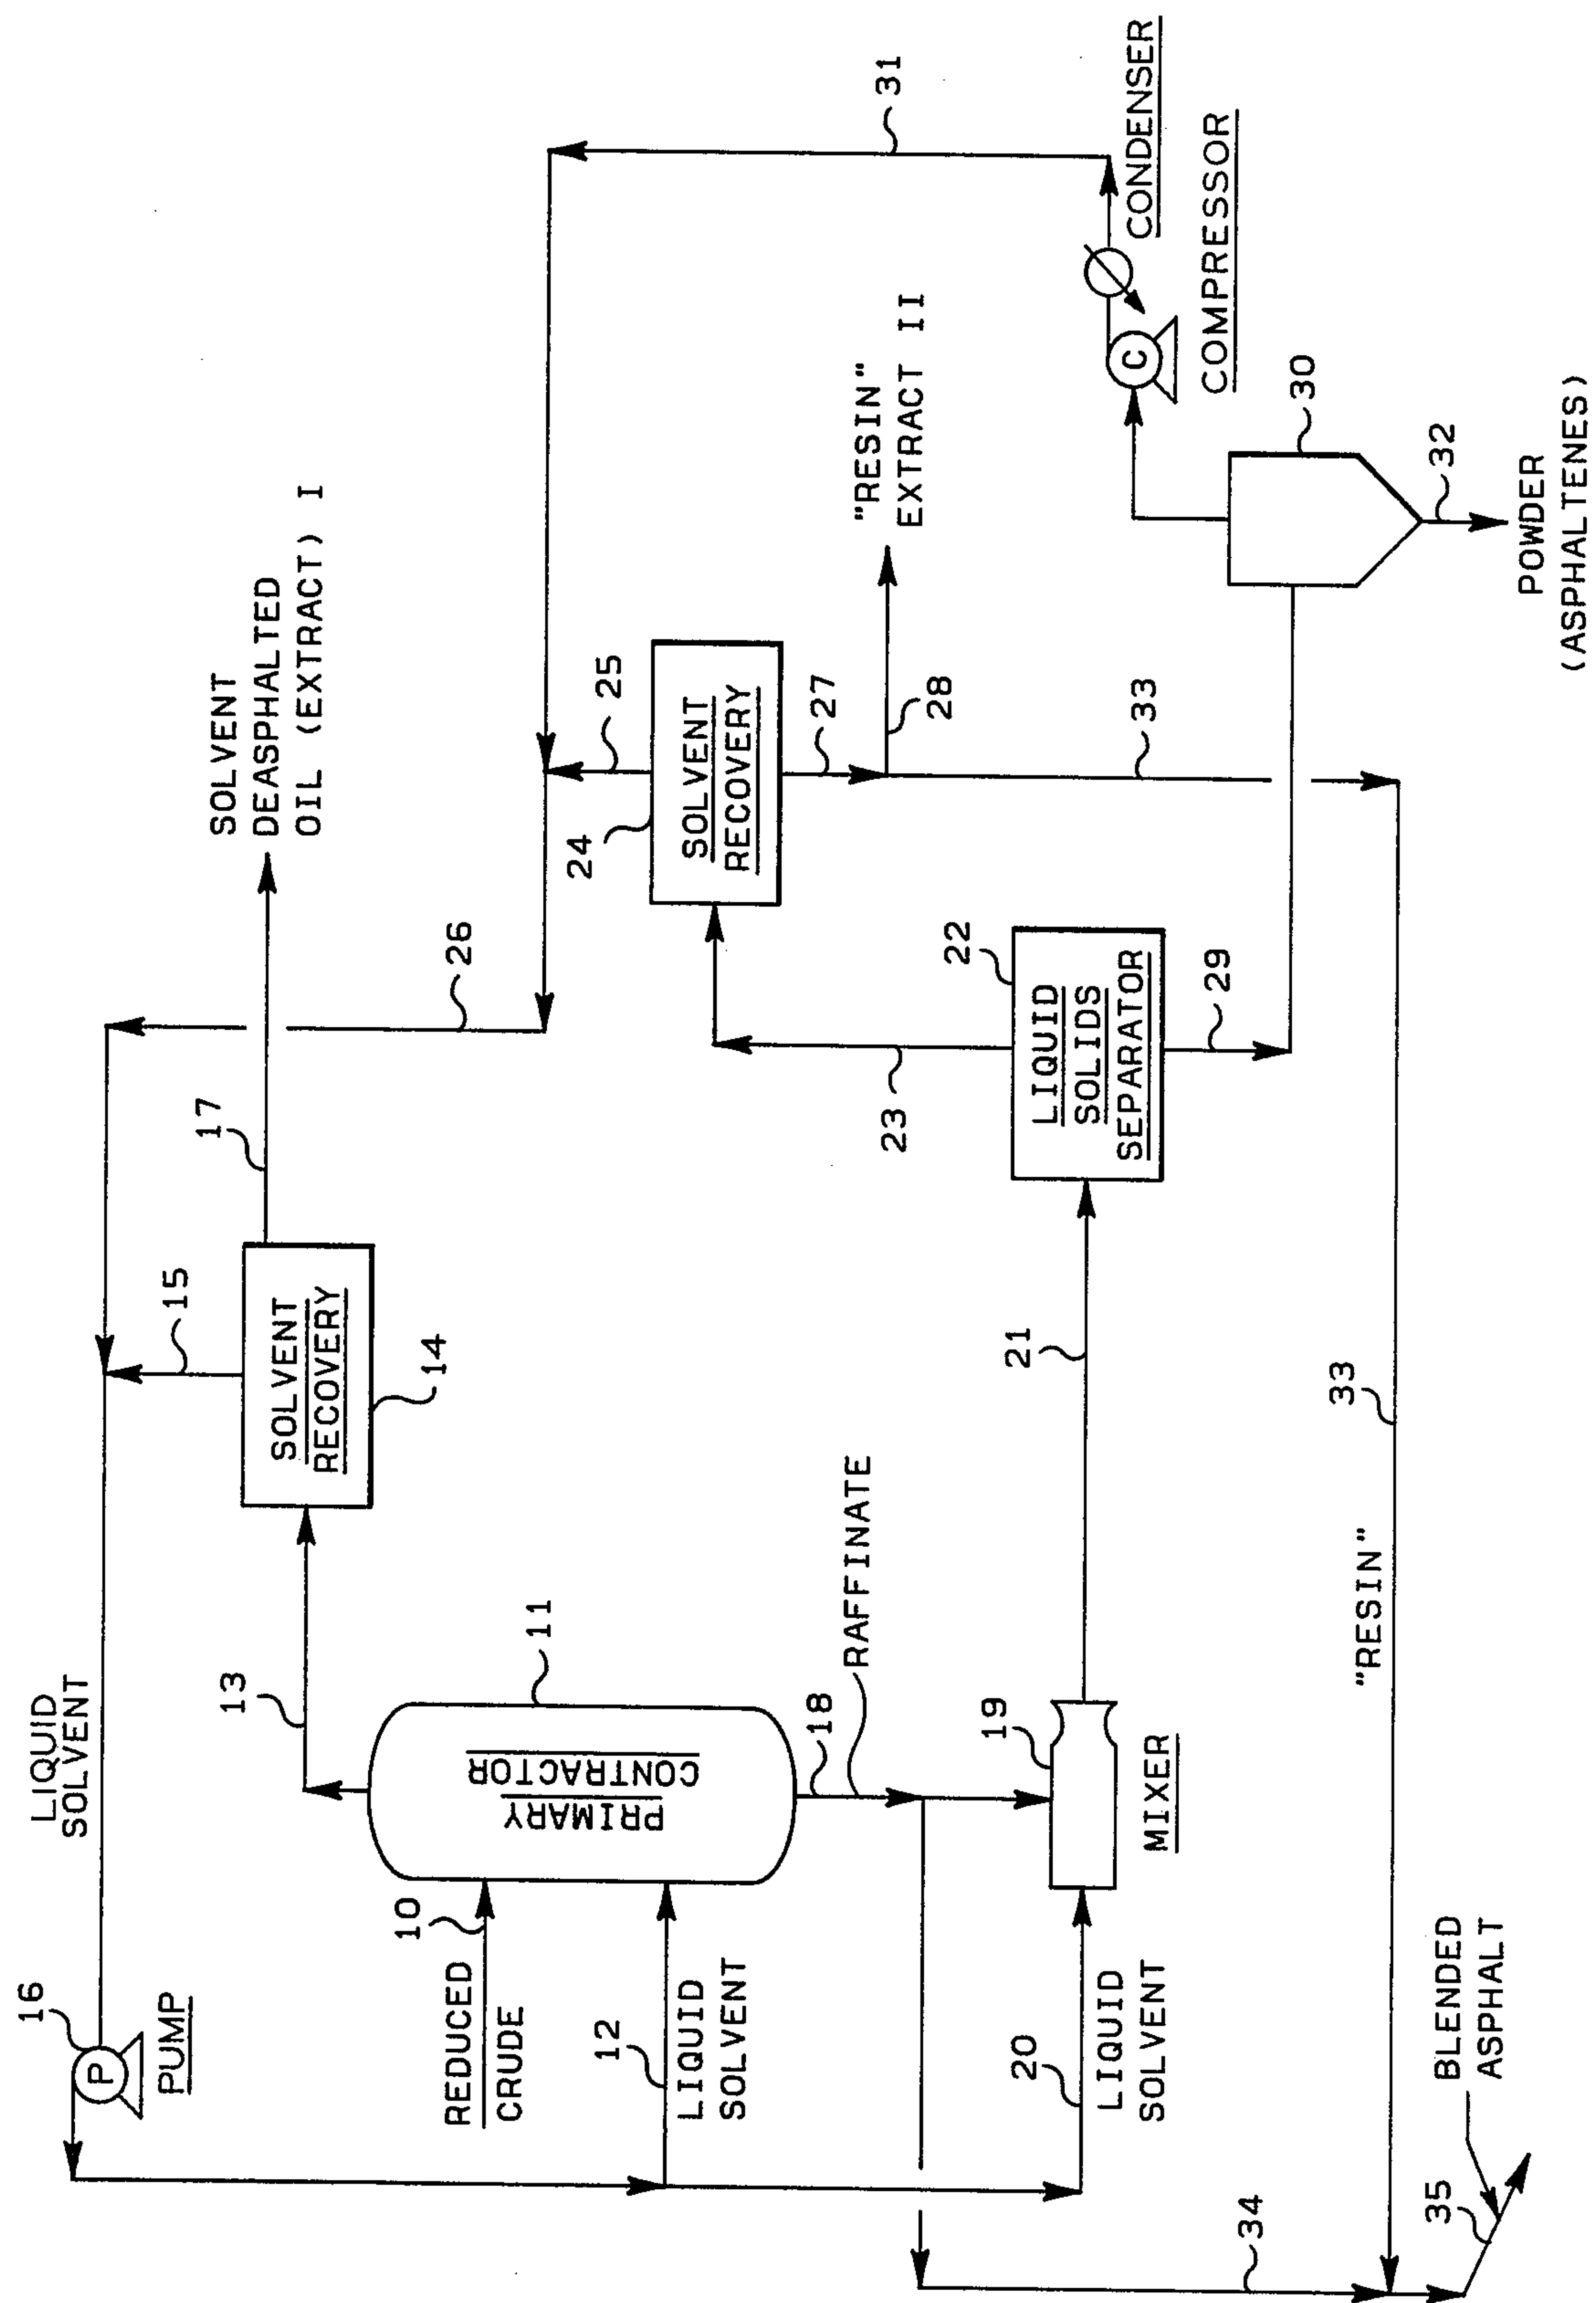 16
P
PUMP
LIQUID
SOLVENT
15
17
SOLVENT
DEASPHALTED
OIL (EXTRACT) I
13
SOLVENT
RECOVERY
14
26
10
REDUCED
CRUDE
PRIMARY
CONTRACTOR
11
12
LIQUID
SOLVENT
25
24
SOLVENT
RECOVERY
27
31
18
RAFFINATE
23
28
"RESIN"
EXTRACT II
22
LIQUID
SOLIDS
SEPARATOR
19
MIXER
20
LIQUID
SOLVENT
21
33
C
CONDENSER
COMPRESSOR
29
30
34
"RESIN"
33
32
35
BLENDED
ASPHALT
POWDER
(ASPHALTENES)